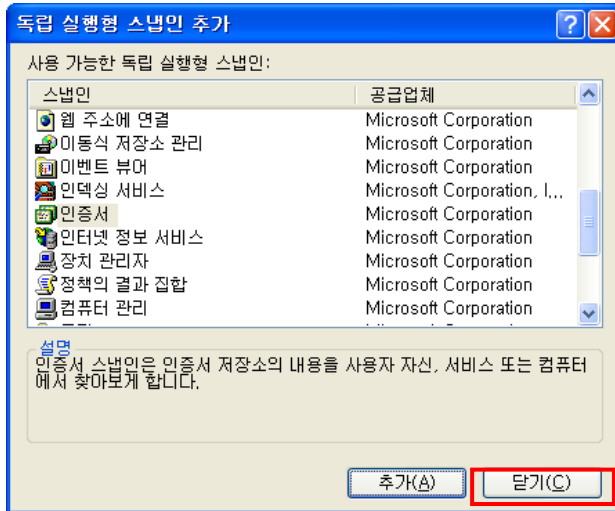 독립 실행형 스냅인 추가
사용 가능한 독립 실행형 스냅인:
스냅인 공급업체
웹 주소에 연결 Microsoft Corporation
이동식 저장소 관리 Microsoft Corporation
이벤트 뷰어 Microsoft Corporation
인덱싱 서비스 Microsoft Corporation, I,,,
인증서 Microsoft Corporation
인터넷 정보 서비스 Microsoft Corporation
장치 관리자 Microsoft Corporation
정책의 결과 집합 Microsoft Corporation
컴퓨터 관리 Microsoft Corporation
설명
인증서 스냅인은 인증서 저장소의 내용을 사용자 자신, 서비스 또는 컴퓨터
에서 찾아보게 합니다.
추가(A) 닫기(C)